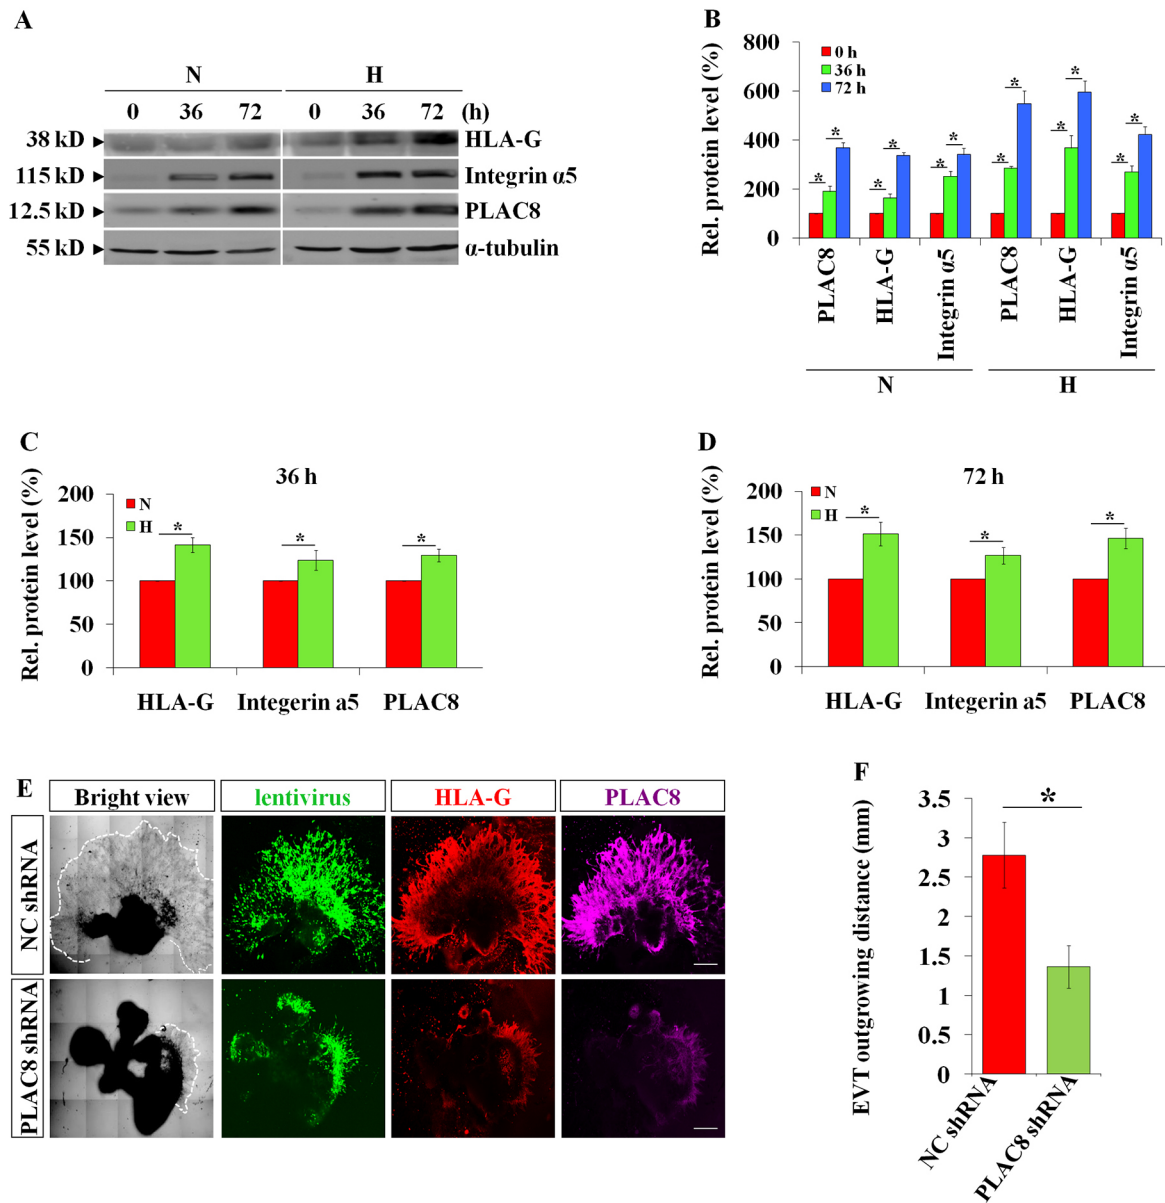 A
N H
0 36 72 0 36 72 (h)
38 kD HLA-G
115 kD Integrin α5
12.5 kD PLAC8
55 kD α-tubulin
B
Rel. protein level (%)
800
600
400
200
0
0 h
36 h
72 h
* * * * * * * * * * * *
PLAC8 HLA-G Integrin α5 PLAC8 HLA-G Integrin α5
N H
C
36 h
Rel. protein level (%)
200
150
100
50
0
N
H
* * *
HLA-G Integerin a5 PLAC8
D
72 h
Rel. protein level (%)
200
150
100
50
0
N
H
* * *
HLA-G Integerin a5 PLAC8
E
Bright view lentivirus HLA-G PLAC8
NC shRNA
PLAC8 shRNA
F
EVT outgrowing distance (mm)
3.5
3
2.5
2
1.5
1
0.5
0
*
NC shRNA PLAC8 shRNA